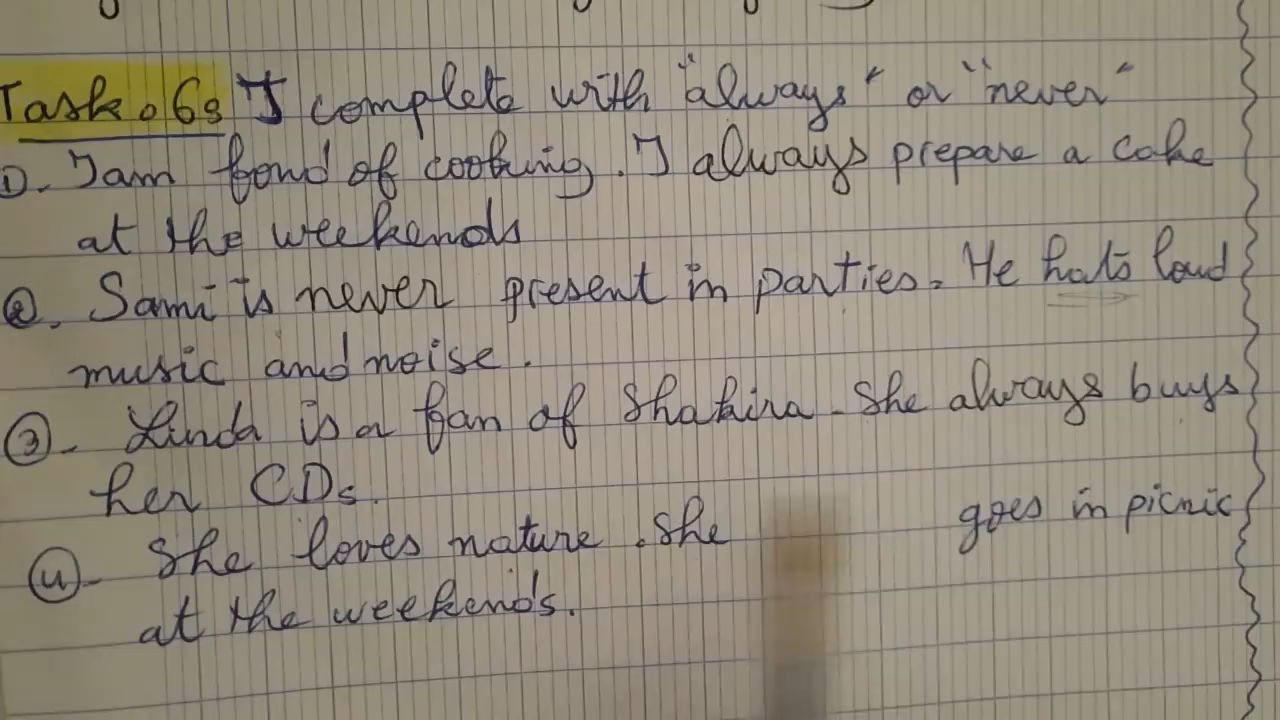 Task 06: I complete with "always" or "never"
1). I am fond of cooking. I always prepare a cake
at the weekends
2). Sami is never present in parties. He hats loud
music and noise.
3)- Linda is a fan of Shakira. She always buys
her CDs.
4)- She loves nature. She goes in picnic
at the weekends.